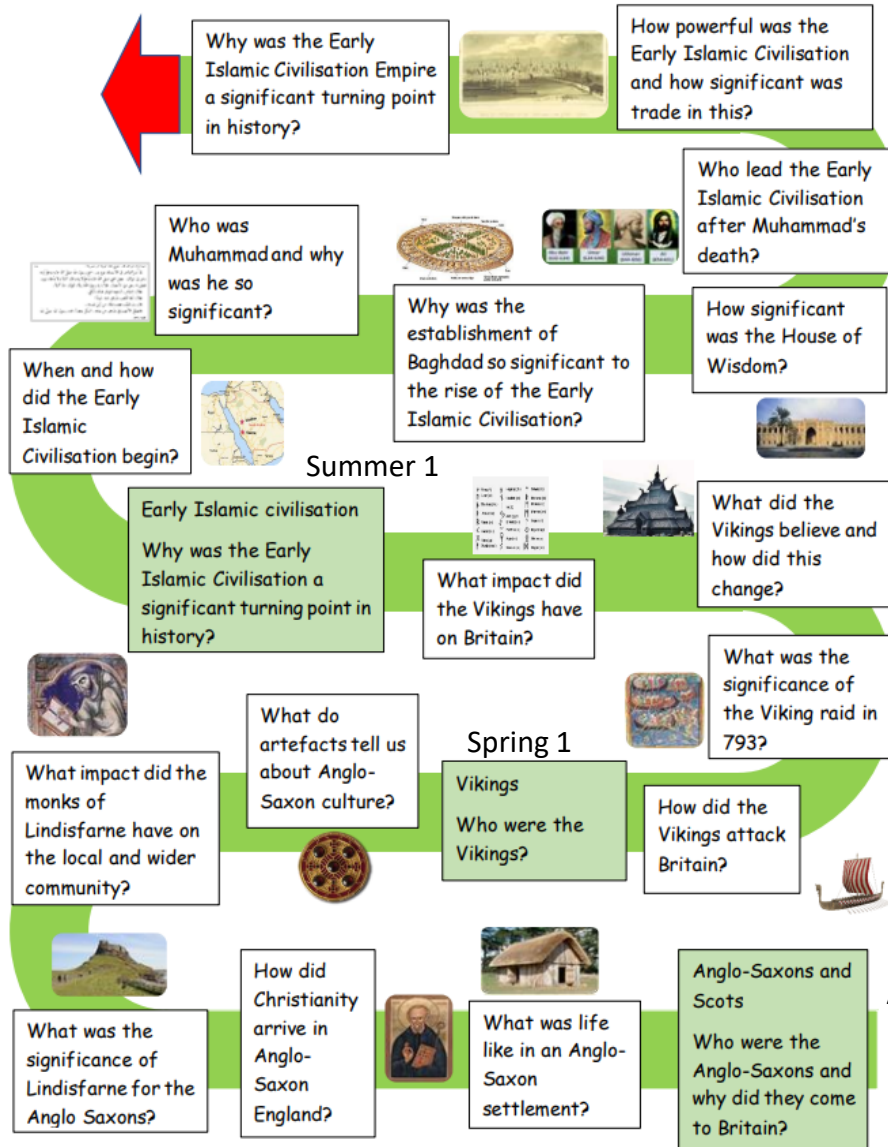 Why was the Early
Islamic Civilisation Empire
a significant turning point
in history?
How powerful was the
Early Islamic Civilisation
and how significant was
trade in this?
Who lead the Early
Islamic Civilisation
after Muhammad's
death?
Who was
Muhammad and why
was he so
significant?
Why was the
establishment of
Baghdad so significant to
the rise of the Early
Islamic Civilisation?
How significant
was the House of
Wisdom?
When and how
did the Early
Islamic
Civilisation begin?
Summer 1
Early Islamic civilisation
Why was the Early
Islamic Civilisation a
significant turning point in
history?
What impact did
the Vikings have
on Britain?
What did the
Vikings believe and
how did this
change?
What was the
significance of
the Viking raid in
793?
What do
artefacts tell us
about Anglo-
Saxon culture?
Spring 1
What impact did the
monks of
Lindisfarne have on
the local and wider
community?
Vikings
Who were the
Vikings?
How did the
Vikings attack
Britain?
What was the
significance of
Lindisfarne for the
Anglo Saxons?
How did
Christianity
arrive in
Anglo-
Saxon
England?
What was life
like in an Anglo-
Saxon
settlement?
Anglo-Saxons and
Scots
Who were the
Anglo-Saxons and
why did they come
to Britain?